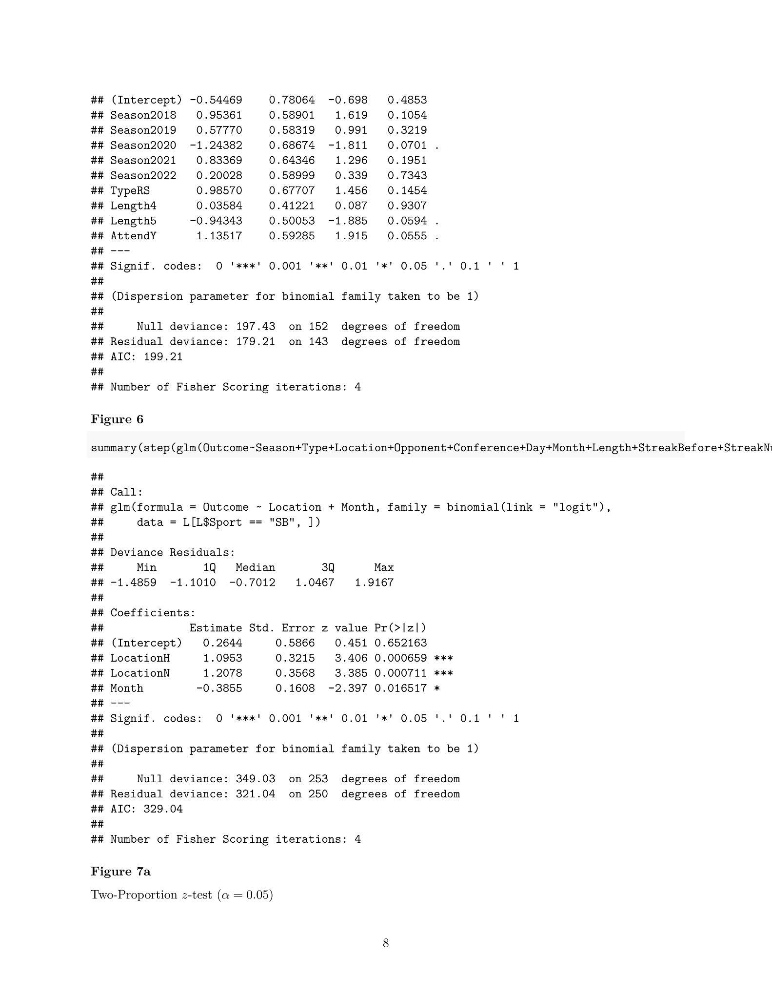 ## (Intercept) -0.54469    0.78064  -0.698   0.4853
## Season2018   0.95361    0.58901   1.619   0.1054
## Season2019   0.57770    0.58319   0.991   0.3219
## Season2020  -1.24382    0.68674  -1.811   0.0701 .
## Season2021   0.83369    0.64346   1.296   0.1951
## Season2022   0.20028    0.58999   0.339   0.7343
## TypeRS       0.98570    0.67707   1.456   0.1454
## Length4      0.03584    0.41221   0.087   0.9307
## Length5     -0.94343    0.50053  -1.885   0.0594 .
## AttendY      1.13517    0.59285   1.915   0.0555 .
## ---
## Signif. codes:  0 '***' 0.001 '**' 0.01 '*' 0.05 '.' 0.1 ' ' 1
##
## (Dispersion parameter for binomial family taken to be 1)
##
##     Null deviance: 197.43  on 152  degrees of freedom
## Residual deviance: 179.21  on 143  degrees of freedom
## AIC: 199.21
##
## Number of Fisher Scoring iterations: 4
Figure 6
summary(step(glm(Outcome~Season+Type+Location+Opponent+Conference+Day+Month+Length+StreakBefore+StreakNu
##
## Call:
## glm(formula = Outcome ~ Location + Month, family = binomial(link = "logit"),
##     data = L[L$Sport == "SB", ])
##
## Deviance Residuals:
##     Min       1Q   Median       3Q      Max
## -1.4859  -1.1010  -0.7012   1.0467   1.9167
##
## Coefficients:
##             Estimate Std. Error z value Pr(>|z|)
## (Intercept)   0.2644     0.5866   0.451 0.652163
## LocationH     1.0953     0.3215   3.406 0.000659 ***
## LocationN     1.2078     0.3568   3.385 0.000711 ***
## Month        -0.3855     0.1608  -2.397 0.016517 *
## ---
## Signif. codes:  0 '***' 0.001 '**' 0.01 '*' 0.05 '.' 0.1 ' ' 1
##
## (Dispersion parameter for binomial family taken to be 1)
##
##     Null deviance: 349.03  on 253  degrees of freedom
## Residual deviance: 321.04  on 250  degrees of freedom
## AIC: 329.04
##
## Number of Fisher Scoring iterations: 4
Figure 7a
Two-Proportion z-test (α = 0.05)
8